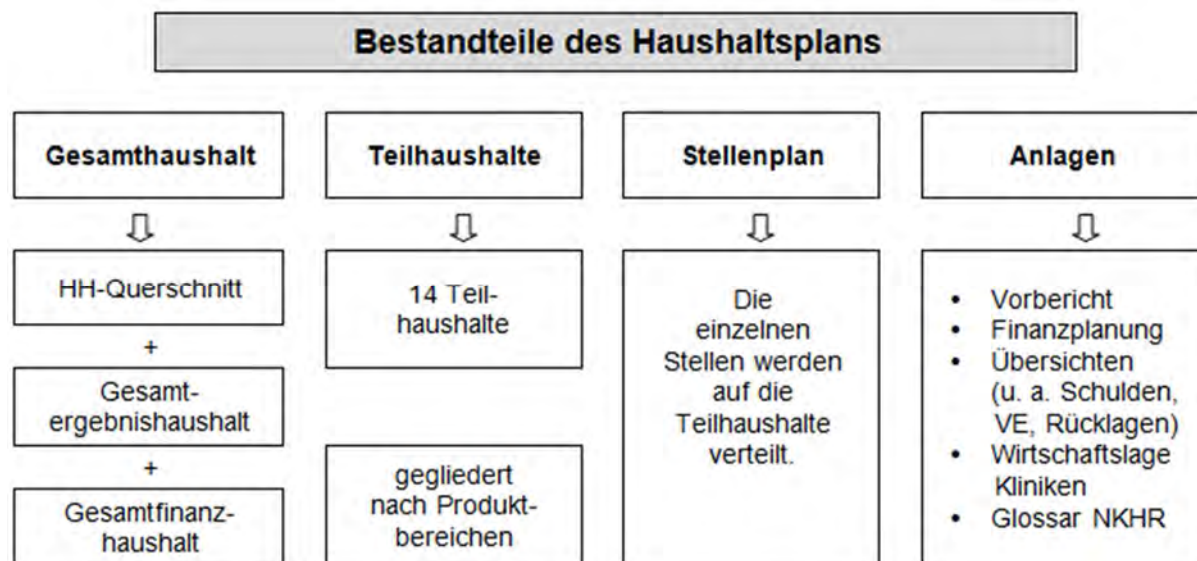 Bestandteile des Haushaltsplans
Gesamthaushalt
HH-Querschnitt
+
Gesamt-
ergebnishaushalt
+
Gesamtfinanz-
haushalt
Teilhaushalte
14 Teil-
haushalte
gegliedert
nach Produkt-
bereichen
Stellenplan
Die
einzelnen
Stellen werden
auf die
Teilhaushalte
verteilt.
Anlagen
• Vorbericht
• Finanzplanung
• Übersichten
(u. a. Schulden,
VE, Rücklagen)
• Wirtschaftslage
Kliniken
• Glossar NKHR